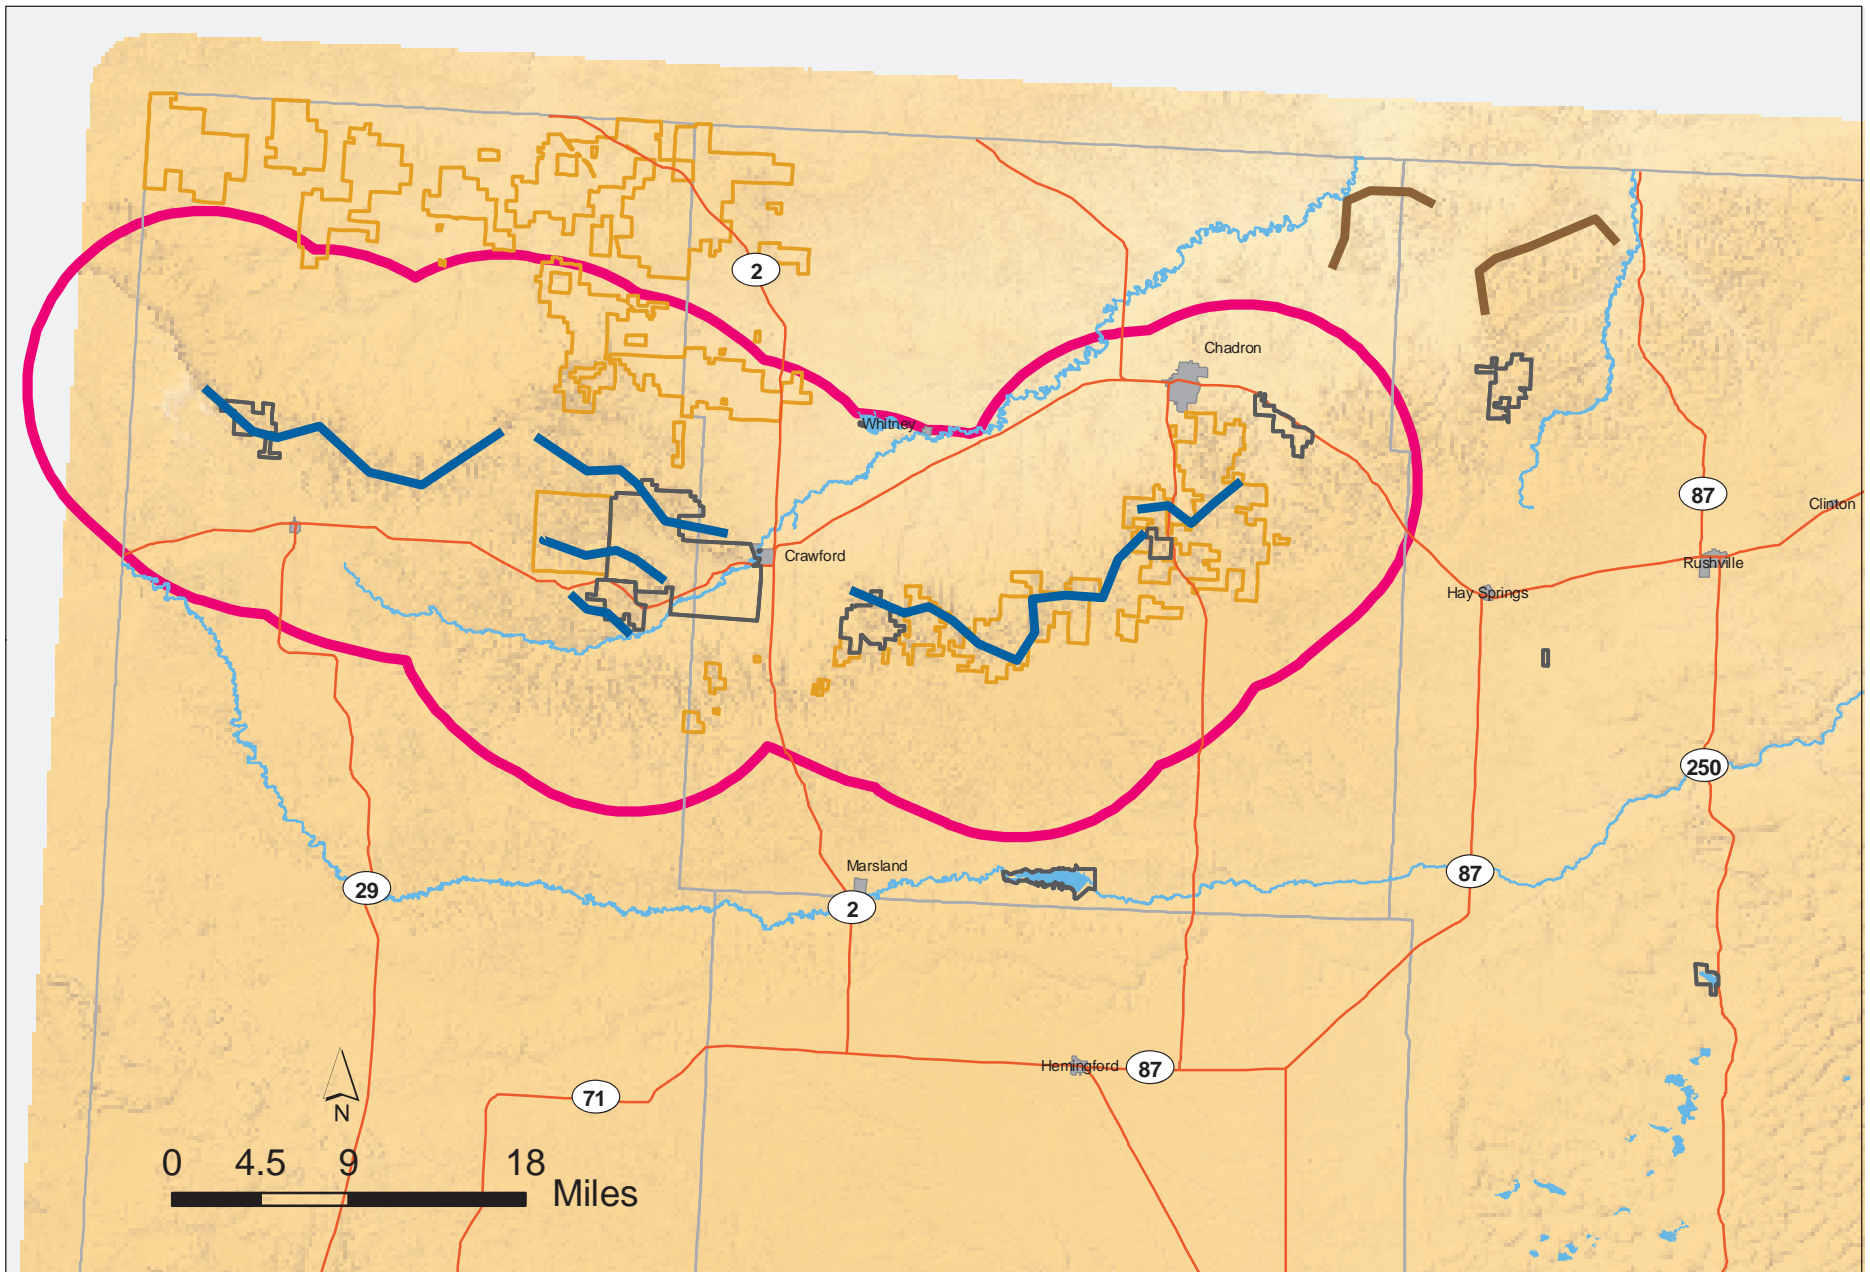 2
Chadron
Whitney
87
Clinton
Crawford
Rushville
Hay Springs
250
Marsland
87
29
2
Hemingford
87
71
N
0 4.5 9 18
Miles